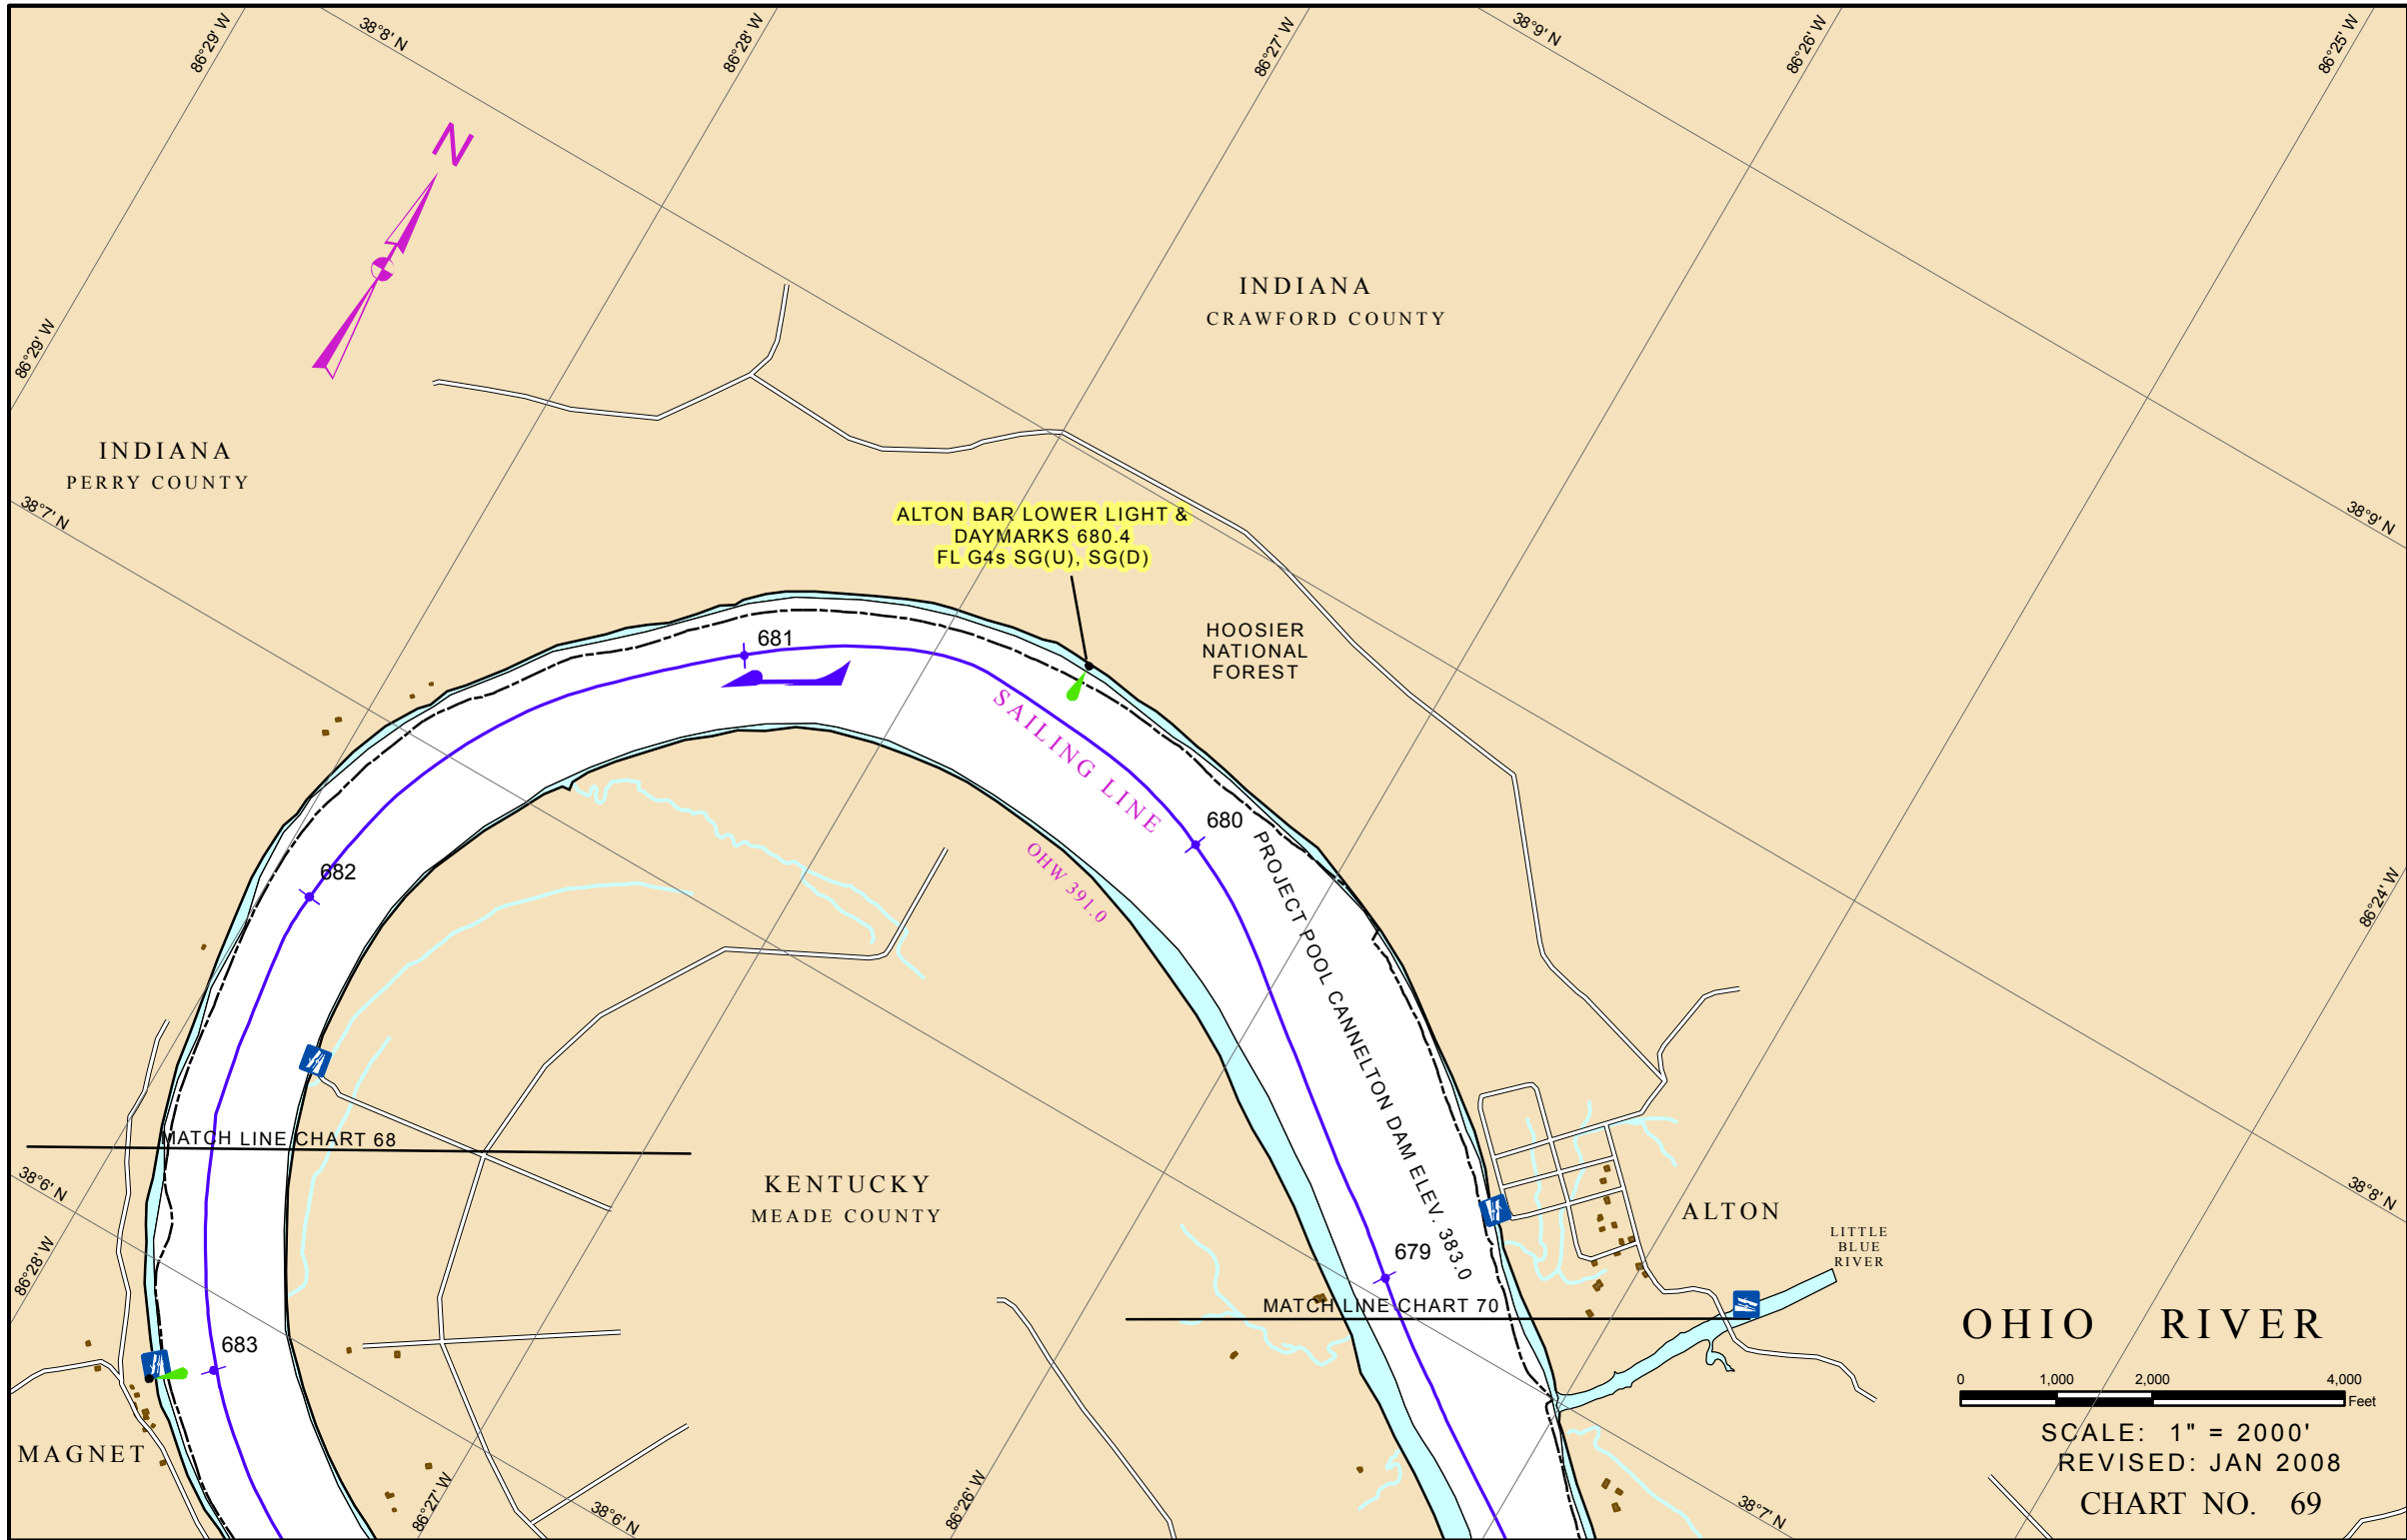 86°29' W
38°8' N
86°28' W
86°27' W
38°9' N
86°26' W
86°25' W
N
86°29' W
INDIANA
CRAWFORD COUNTY
INDIANA
PERRY COUNTY
38°7' N
ALTON BAR LOWER LIGHT &
DAYMARKS 680.4
FL G4s SG(U), SG(D)
38°9' N
681
HOOSIER
NATIONAL
FOREST
SAILING LINE
680
682
OHW 391.0
PROJECT POOL CANNELTON DAM ELEV. 383.0
86°24' W
MATCH LINE CHART 68
38°6' N
KENTUCKY
MEADE COUNTY
ALTON
38°8' N
LITTLE
BLUE
RIVER
679
86°28' W
MATCH LINE CHART 70
683
OHIO RIVER
0 1,000 2,000 4,000
Feet
MAGNET
SCALE: 1" = 2000'
REVISED: JAN 2008
CHART NO. 69
86°27' W
38°6' N
86°26' W
38°7' N